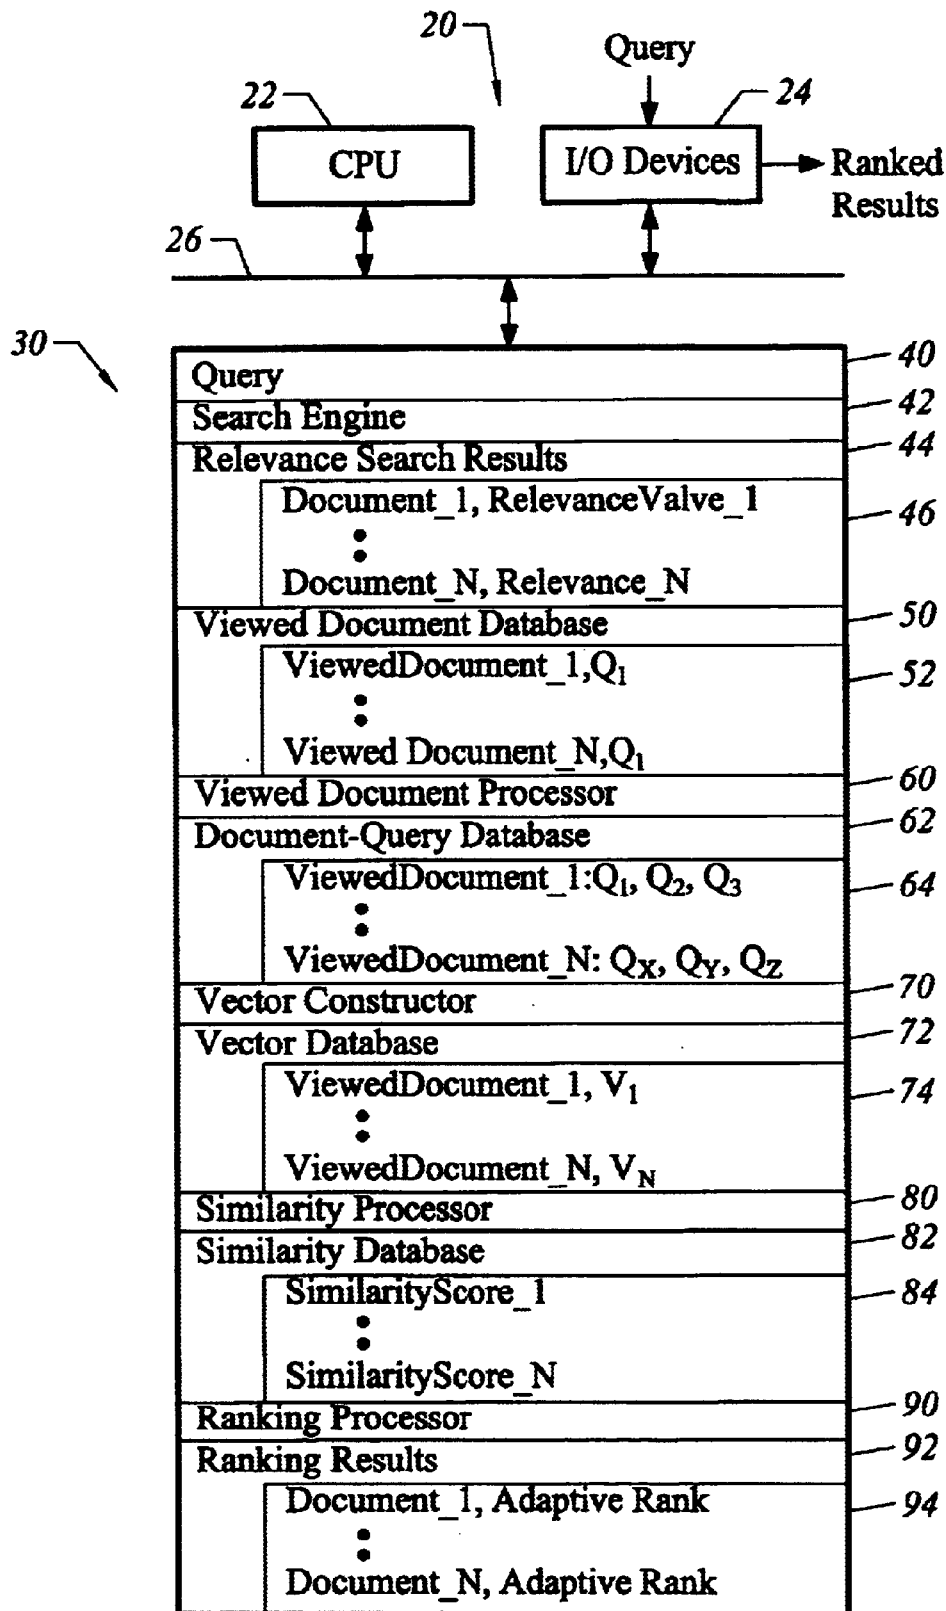 20
Query
22
24
CPU
I/O Devices
Ranked
Results
26
30
Query 40
Search Engine 42
Relevance Search Results 44
Document_1, RelevanceValve_1 46
Document_N, Relevance_N
Viewed Document Database 50
ViewedDocument_1,Q1 52
Viewed Document_N,Q1
Viewed Document Processor 60
Document-Query Database 62
ViewedDocument_1:Q1, Q2, Q3 64
ViewedDocument_N: QX, QY, QZ
Vector Constructor 70
Vector Database 72
ViewedDocument_1, V1 74
ViewedDocument_N, VN
Similarity Processor 80
Similarity Database 82
SimilarityScore_1 84
SimilarityScore_N
Ranking Processor 90
Ranking Results 92
Document_1, Adaptive Rank 94
Document_N, Adaptive Rank